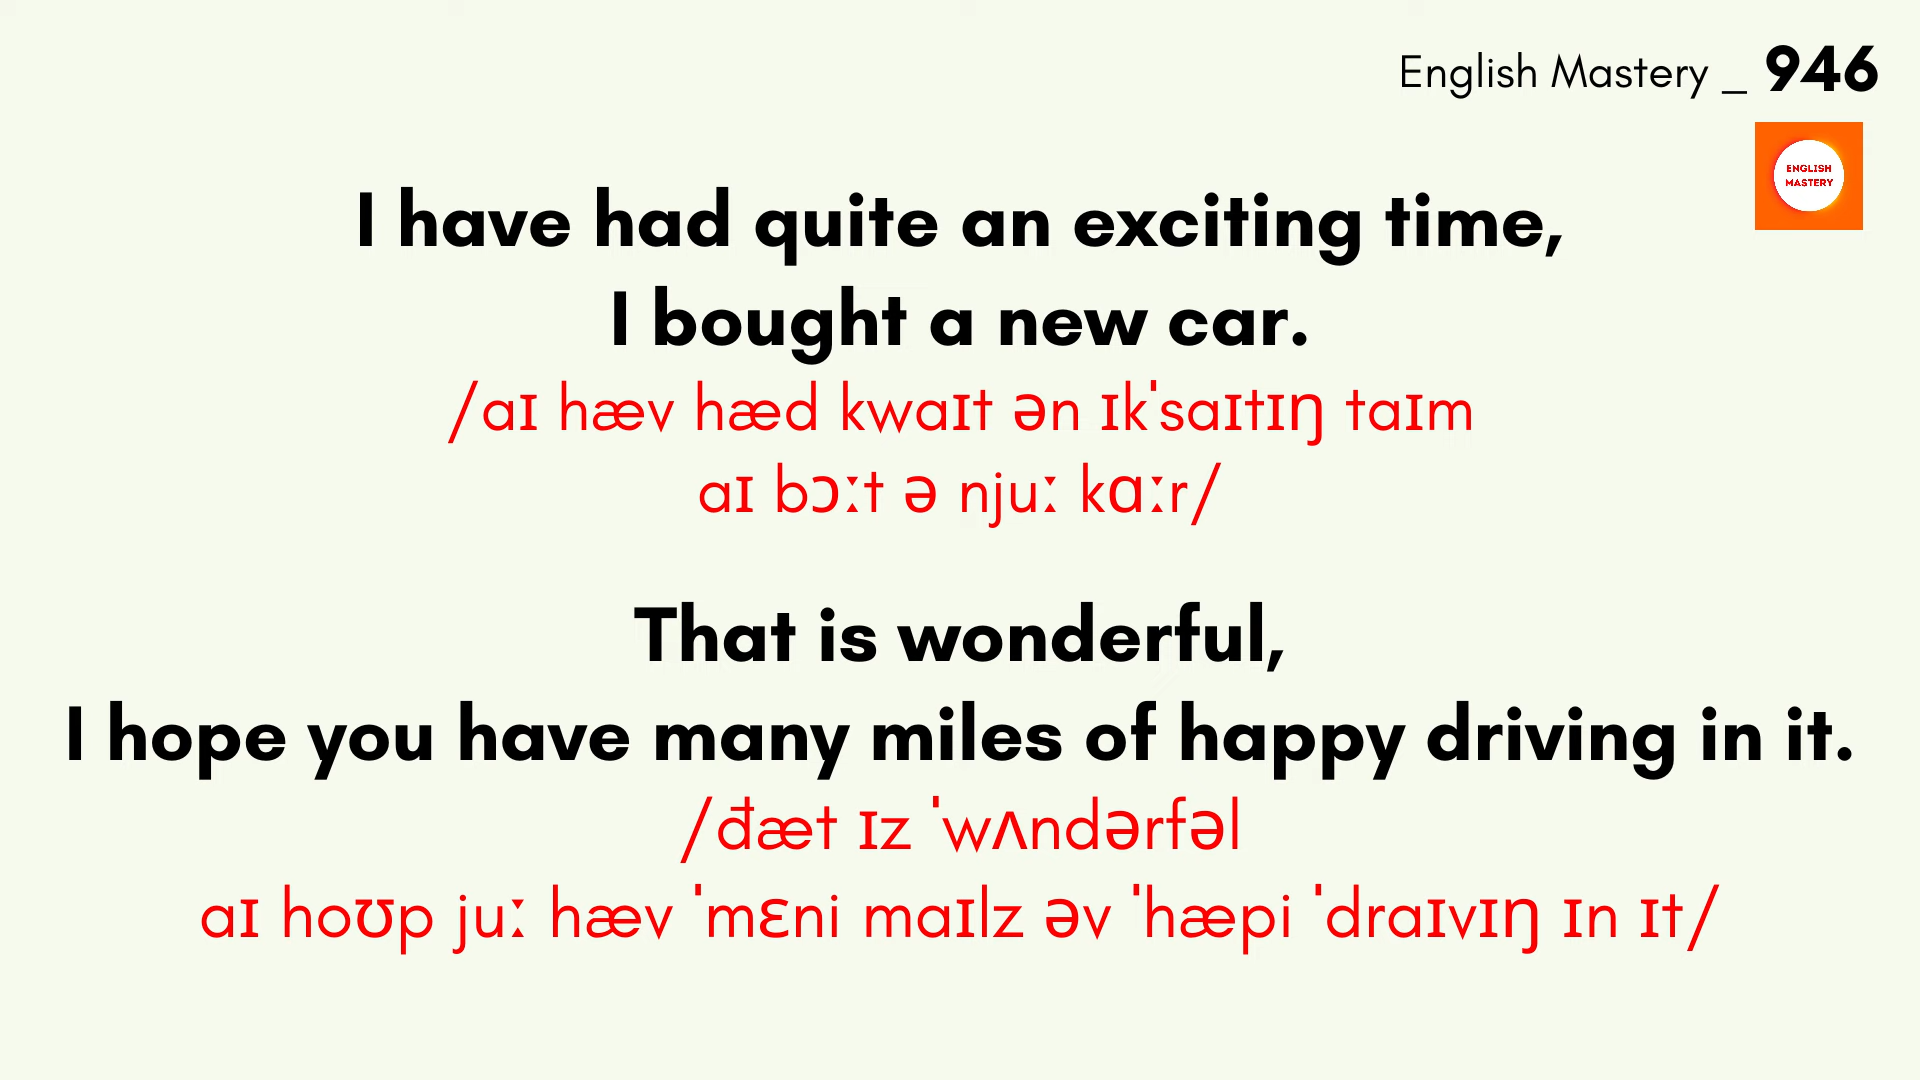 English Mastery _ 946
ENGLISH
MASTERY
I have had quite an exciting time,
I bought a new car.
/aɪ hæv hæd kwaɪt ən ɪkˈsaɪtɪŋ taɪm
aɪ bɔːt ə njuː kɑːr/
That is wonderful,
I hope you have many miles of happy driving in it.
/đæt ɪz ˈwʌndərfəl
aɪ hoʊp juː hæv ˈmɛni maɪlz əv ˈhæpi ˈdraɪvɪŋ ɪn ɪt/